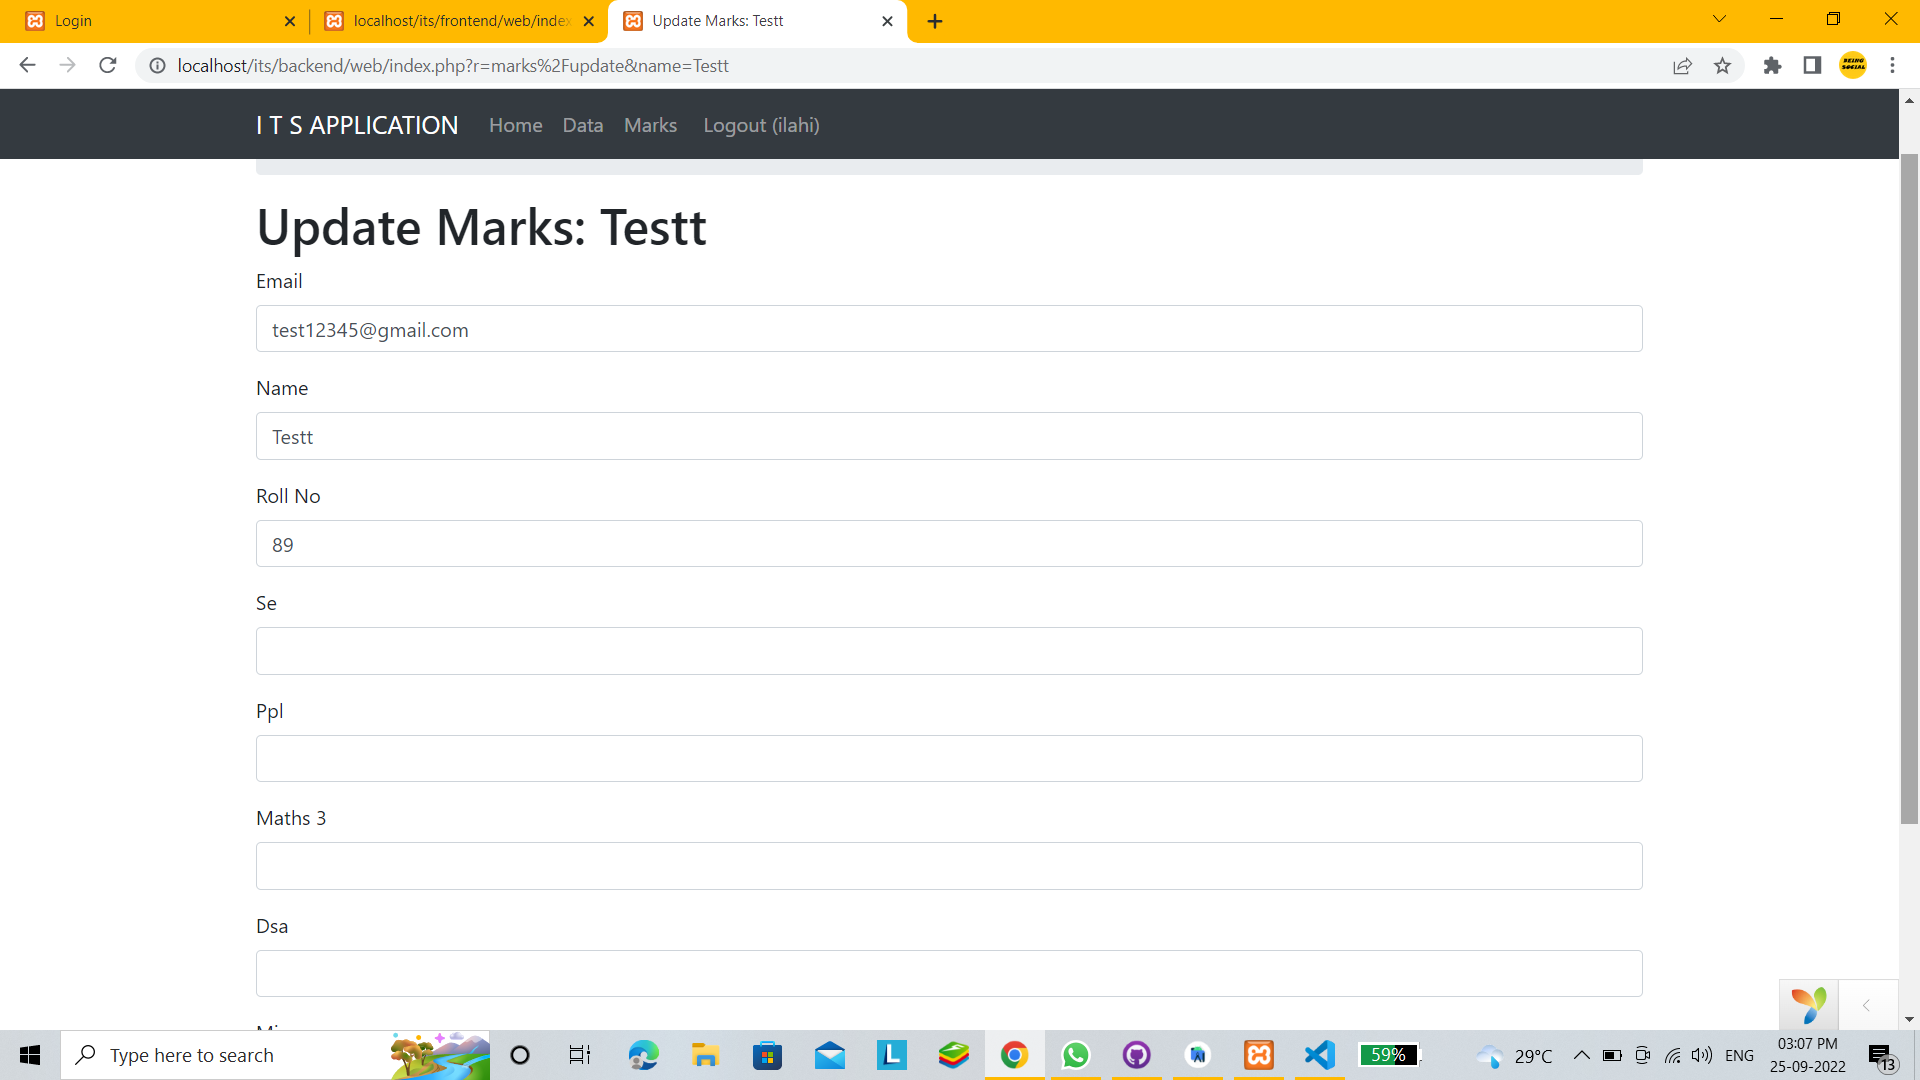 Login
localhost/its/frontend/web/index
Update Marks: Testt
localhost/its/backend/web/index.php?r=marks%2Fupdate&name=Testt
BEING SOCIAL
I T S APPLICATION Home Data Marks Logout (ilahi)
Update Marks: Testt
Email
test12345@gmail.com
Name
Testt
Roll No
89
Se
Ppl
Maths 3
Dsa
Type here to search
L
59%
29°C
ENG
03:07 PM
25-09-2022
13